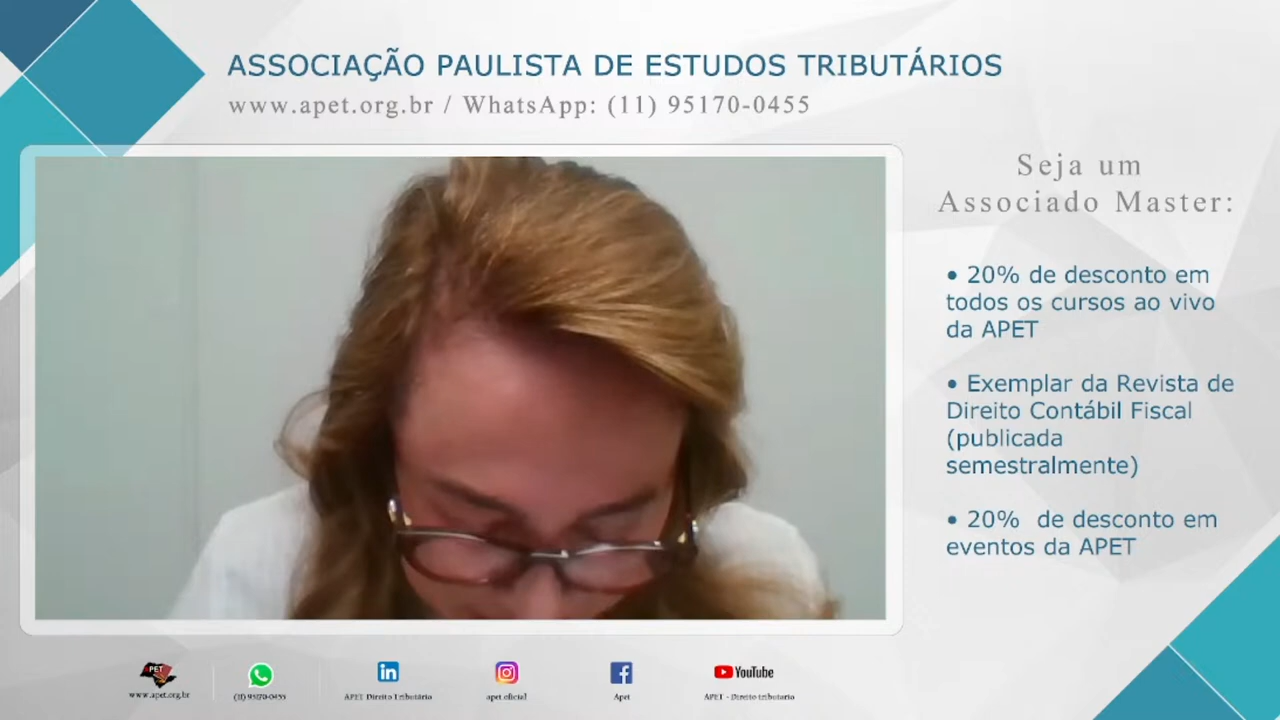 ASSOCIAÇÃO PAULISTA DE ESTUDOS TRIBUTÁRIOS
www.apet.org.br / WhatsApp: (11) 95170-0455
Seja um
Associado Master:
• 20% de desconto em
todos os cursos ao vivo
da APET
• Exemplar da Revista de
Direito Contábil Fiscal
(publicada
semestralmente)
• 20% de desconto em
eventos da APET
APET
www.apet.org.br
(11) 95170-0455
APET Direito Tributário
apet.oficial
Apet
YouTube
APET - Direito tributario